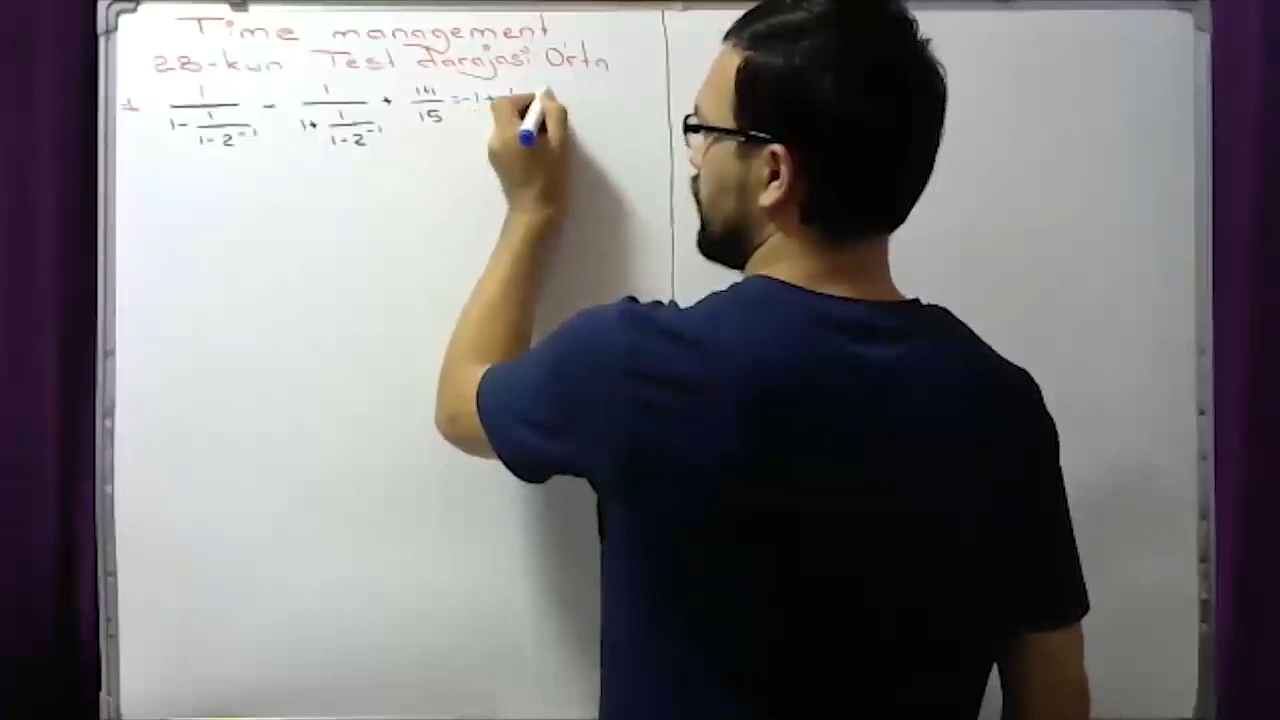 Time management
28-kun Test darajasi O'rta
1 1/(1 - 1/(1 - 2⁻¹)) - 1/(1 + 1/(1 - 2⁻¹)) + 14/15 = -1 +